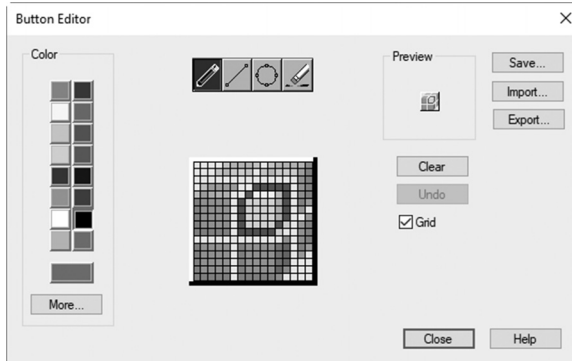 Button Editor
Color
Preview
Save...
Import...
Export...
Clear
Undo
Grid
More...
Close
Help